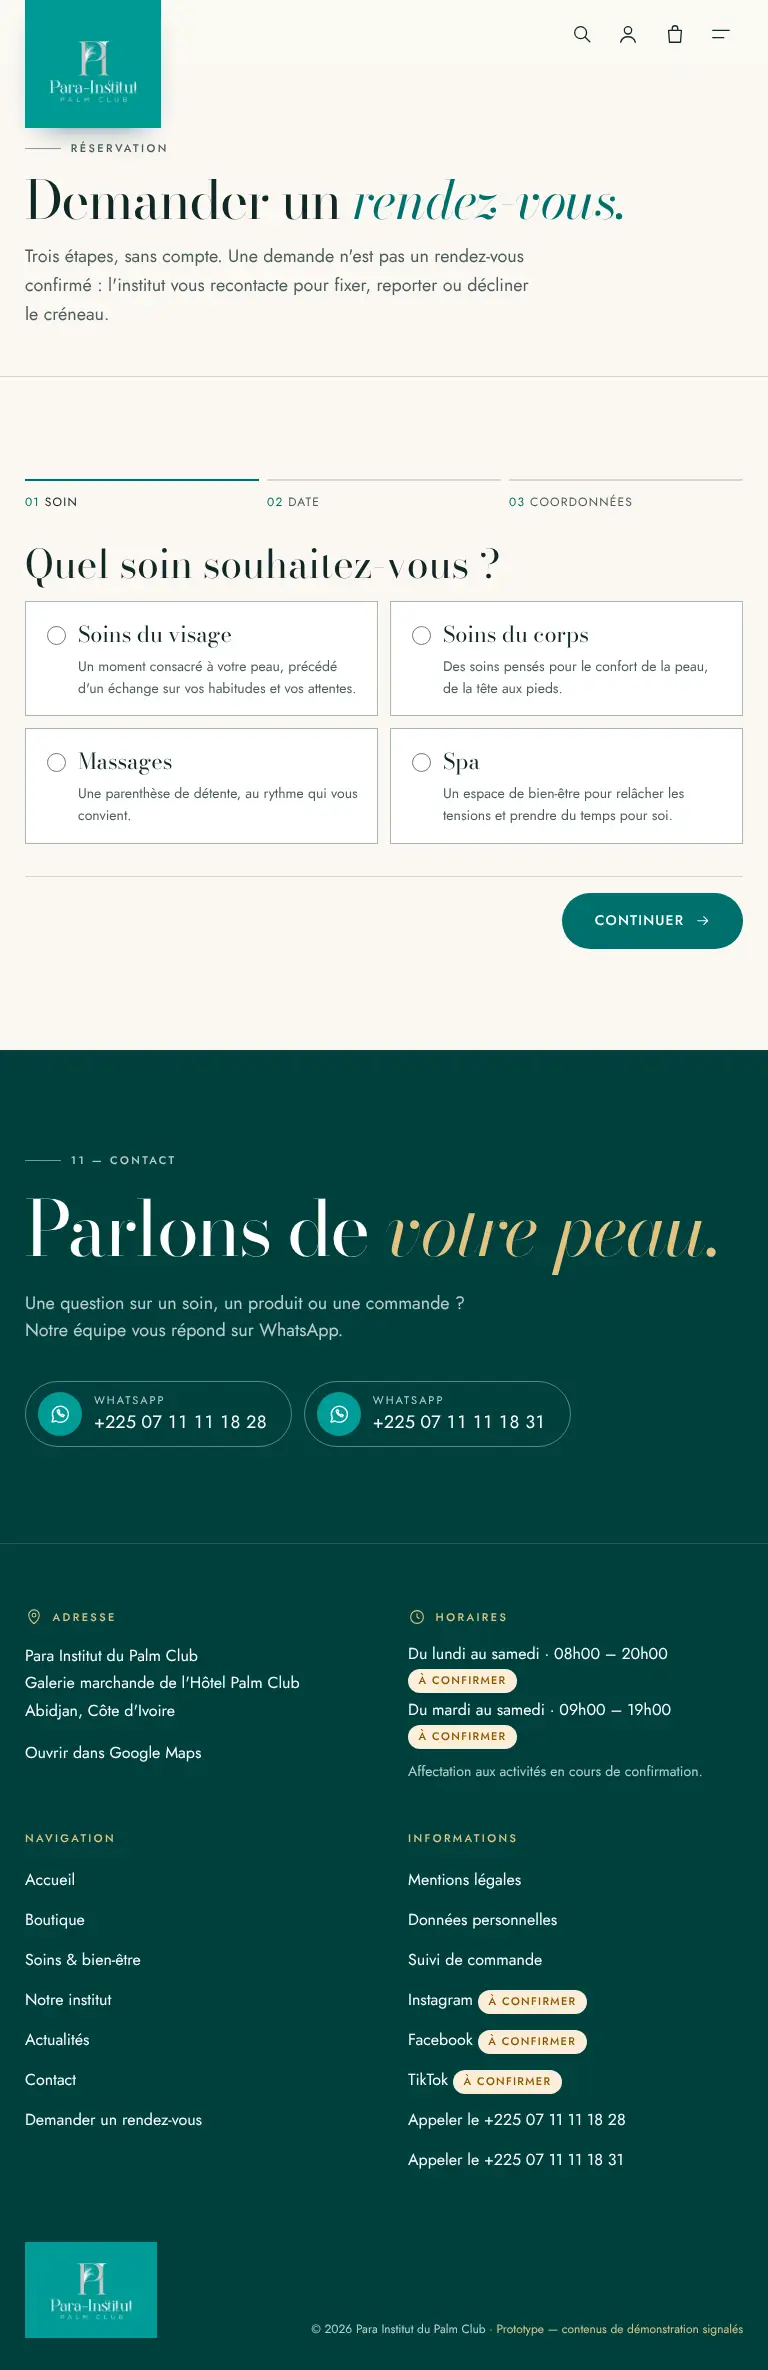 Para-Institut
PALM CLUB
RÉSERVATION
Demander un rendez-vous.
Trois étapes, sans compte. Une demande n'est pas un rendez-vous
confirmé : l'institut vous recontacte pour fixer, reporter ou décliner
le créneau.
01 SOIN
02 DATE
03 COORDONNÉES
Quel soin souhaitez-vous ?
Soins du visage
Un moment consacré à votre peau, précédé
d'un échange sur vos habitudes et vos attentes.
Soins du corps
Des soins pensés pour le confort de la peau,
de la tête aux pieds.
Massages
Une parenthèse de détente, au rythme qui vous
convient.
Spa
Un espace de bien-être pour relâcher les
tensions et prendre du temps pour soi.
CONTINUER →
11 — CONTACT
Parlons de votre peau.
Une question sur un soin, un produit ou une commande ?
Notre équipe vous répond sur WhatsApp.
WHATSAPP
+225 07 11 11 18 28
WHATSAPP
+225 07 11 11 18 31
ADRESSE
Para Institut du Palm Club
Galerie marchande de l'Hôtel Palm Club
Abidjan, Côte d'Ivoire
Ouvrir dans Google Maps
HORAIRES
Du lundi au samedi · 08h00 – 20h00
À CONFIRMER
Du mardi au samedi · 09h00 – 19h00
À CONFIRMER
Affectation aux activités en cours de confirmation.
NAVIGATION
Accueil
Boutique
Soins & bien-être
Notre institut
Actualités
Contact
Demander un rendez-vous
INFORMATIONS
Mentions légales
Données personnelles
Suivi de commande
Instagram À CONFIRMER
Facebook À CONFIRMER
TikTok À CONFIRMER
Appeler le +225 07 11 11 18 28
Appeler le +225 07 11 11 18 31
Para-Institut
PALM CLUB
© 2026 Para Institut du Palm Club · Prototype — contenus de démonstration signalés